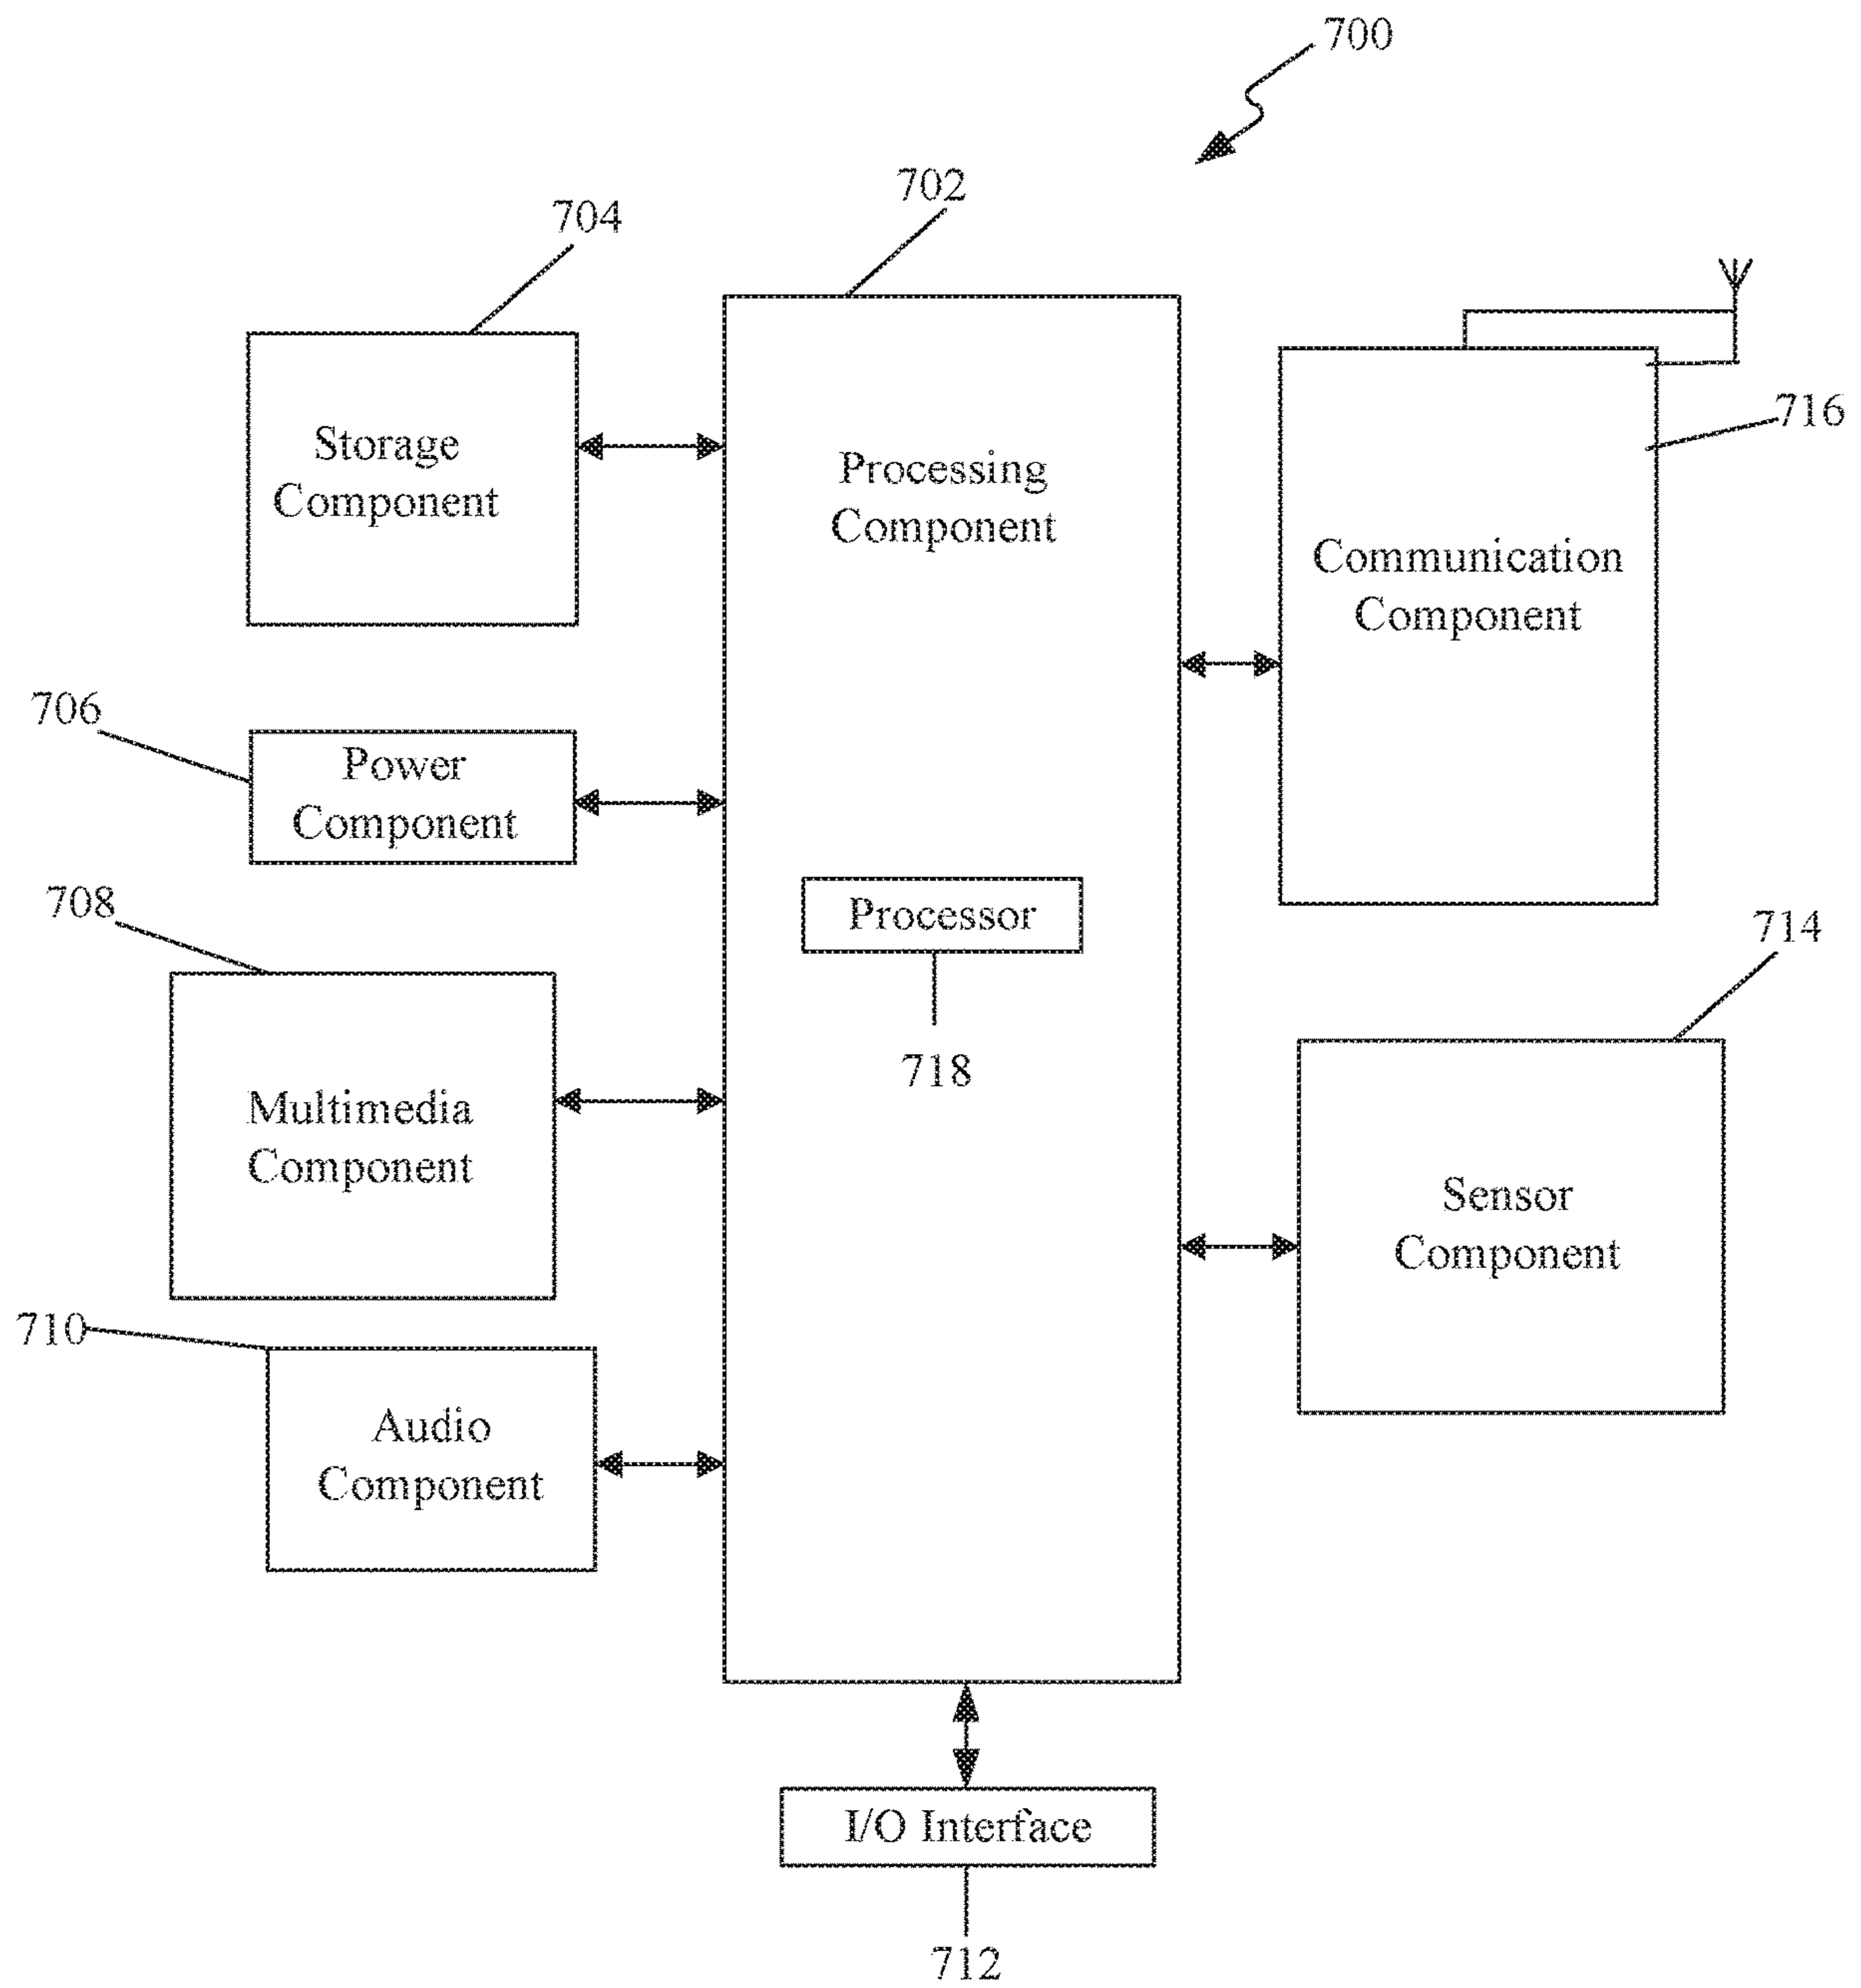 700
702
704
Storage
Component
Processing
Component
716
Communication
Component
706
Power
Component
708
Processor
714
718
Multimedia
Component
Sensor
Component
710
Audio
Component
I/O Interface
712